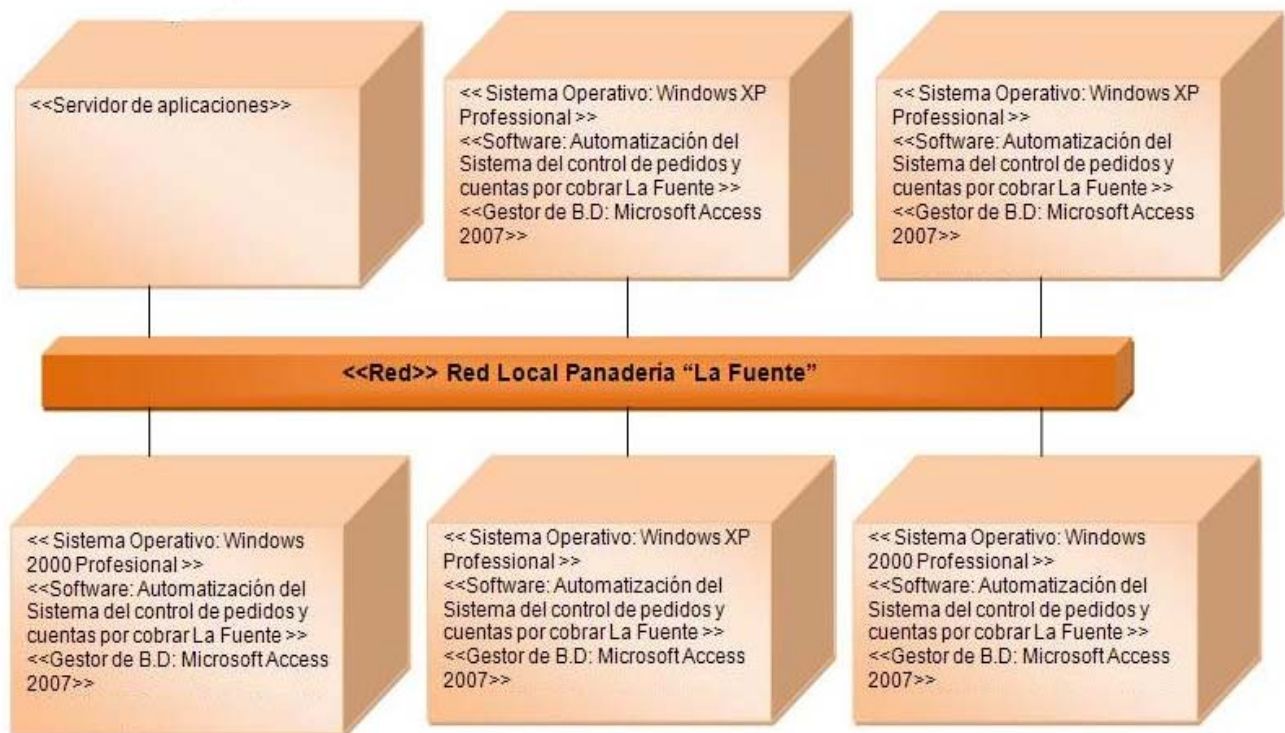 <<Servidor de aplicaciones>>
<< Sistema Operativo: Windows XP
Professional >>
<<Software: Automatización del
Sistema del control de pedidos y
cuentas por cobrar La Fuente >>
<<Gestor de B.D: Microsoft Access
2007>>
<< Sistema Operativo: Windows XP
Professional >>
<<Software: Automatización del
Sistema del control de pedidos y
cuentas por cobrar La Fuente >>
<<Gestor de B.D: Microsoft Access
2007>>
<<Red>> Red Local Panadería “La Fuente”
<< Sistema Operativo: Windows
2000 Profesional >>
<<Software: Automatización del
Sistema del control de pedidos y
cuentas por cobrar La Fuente >>
<<Gestor de B.D: Microsoft Access
2007>>
<< Sistema Operativo: Windows XP
Professional >>
<<Software: Automatización del
Sistema del control de pedidos y
cuentas por cobrar La Fuente >>
<<Gestor de B.D: Microsoft Access
2007>>
<< Sistema Operativo: Windows
2000 Professional >>
<<Software: Automatización del
Sistema del control de pedidos y
cuentas por cobrar La Fuente >>
<<Gestor de B.D: Microsoft Access
2007>>